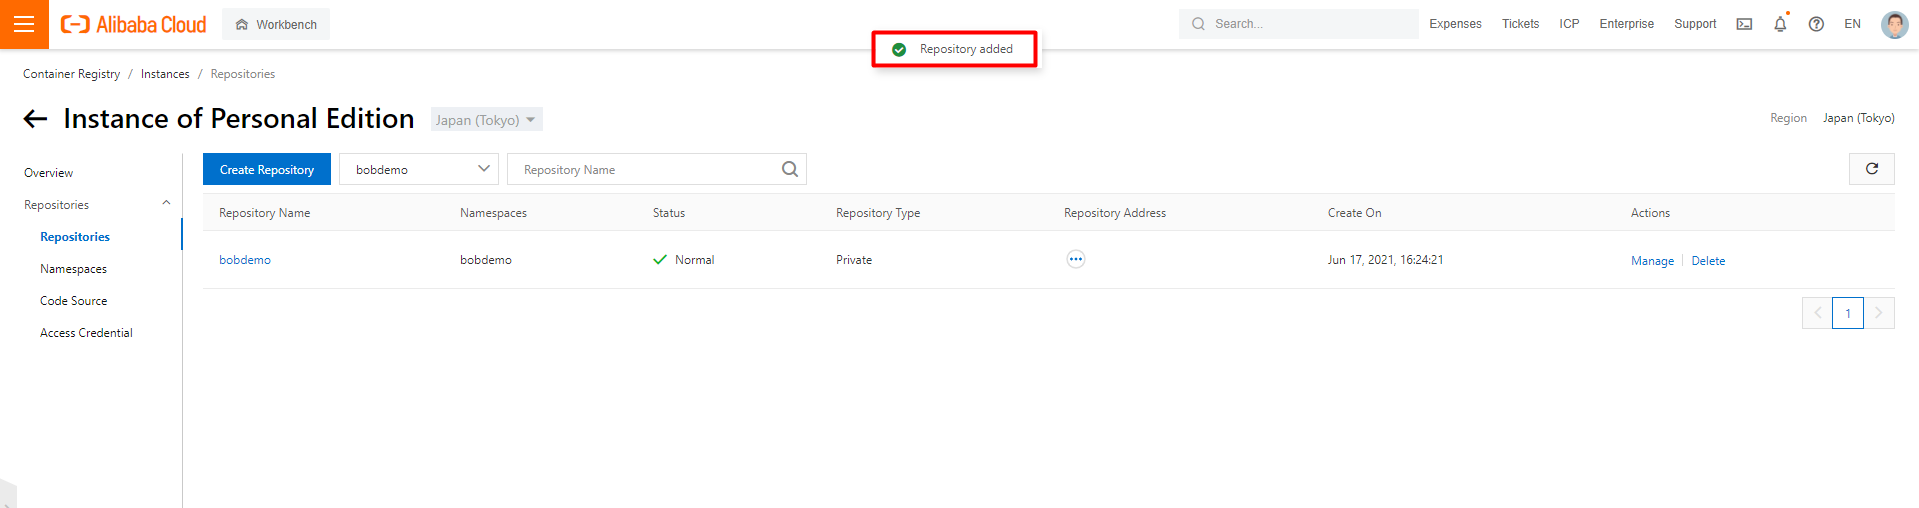 Alibaba Cloud Workbench Search... Expenses Tickets ICP Enterprise Support EN
Repository added
Container Registry / Instances / Repositories
Instance of Personal Edition Japan (Tokyo) Region Japan (Tokyo)
Overview
Repositories
Repositories
Namespaces
Code Source
Access Credential
Create Repository bobdemo Repository Name
Repository Name Namespaces Status Repository Type Repository Address Create On Actions
bobdemo bobdemo Normal Private Jun 17, 2021, 16:24:21 Manage Delete
1